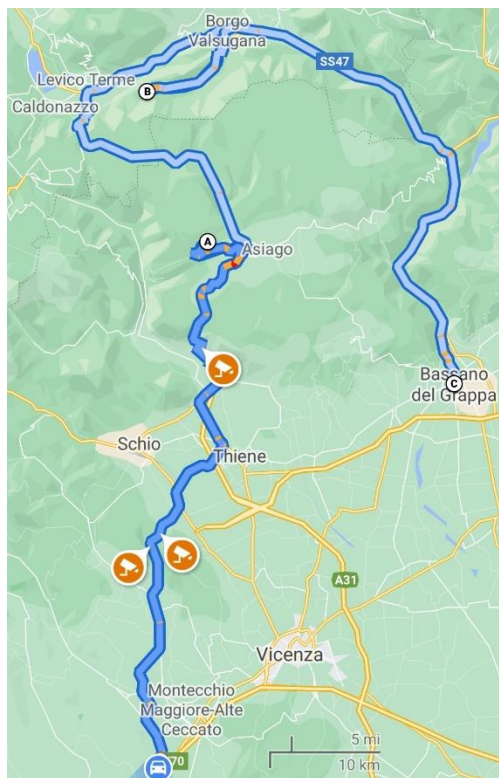 Borgo
Valsugana
SS47
Levico Terme
B
Caldonazzo
A
Asiago
Bassano
del Grappa
C
Schio
Thiene
A31
Vicenza
Montecchio
Maggiore-Alte
Ceccato
70
5 mi
10 km